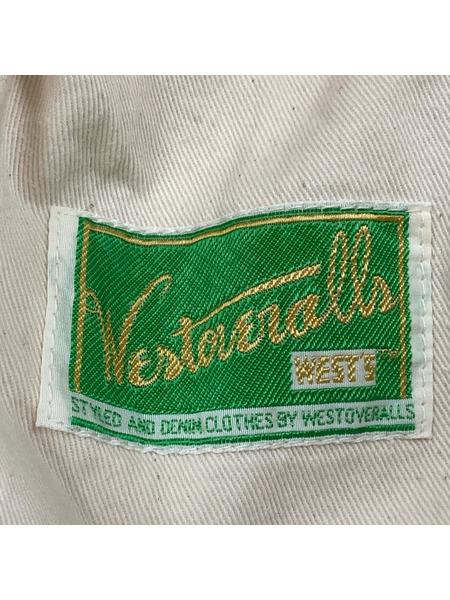 Westoveralls
WEST'S
STYLED AND DENIM CLOTHES BY WESTOVERALLS